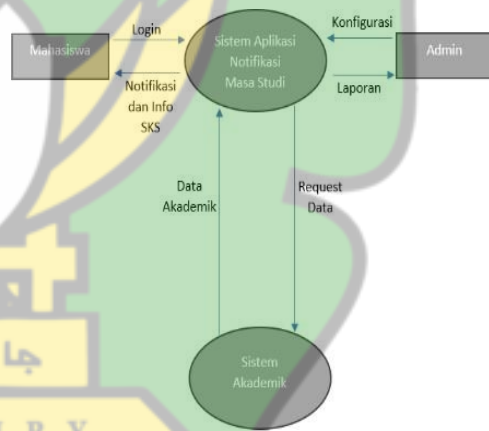 Login
Konfigurasi
Mahasiswa
Sistem Aplikasi
Notifikasi
Masa Studi
Admin
Notifikasi
dan Info
SKS
Laporan
Data
Akademik
Request
Data
Sistem
Akademik